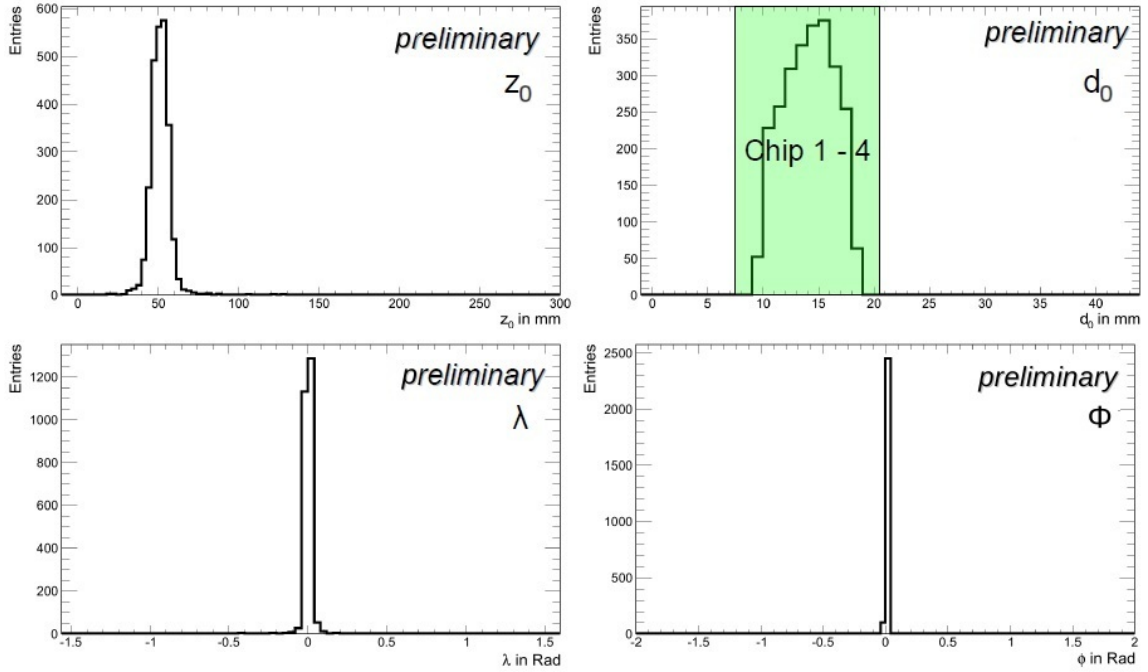 Entries
600
500
400
300
200
100
0
preliminary
z₀
0 50 100 150 200 250 300
z₀ in mm
Entries
350
300
250
200
150
100
50
0
preliminary
d₀
Chip 1 - 4
0 5 10 15 20 25 30 35 40
d₀ in mm
Entries
1200
1000
800
600
400
200
0
preliminary
λ
-1.5 -1 -0.5 0 0.5 1 1.5
λ in Rad
Entries
2500
2000
1500
1000
500
0
preliminary
Φ
-2 -1.5 -1 -0.5 0 0.5 1 1.5 2
ϕ in Rad